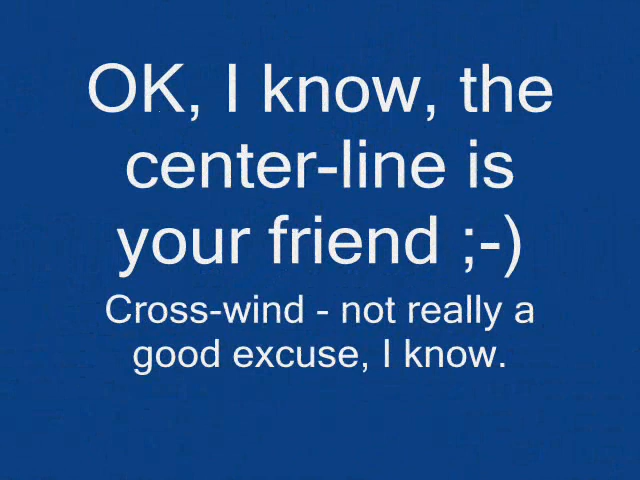 OK, I know, the
center-line is
your friend ;-)
Cross-wind - not really a
good excuse, I know.